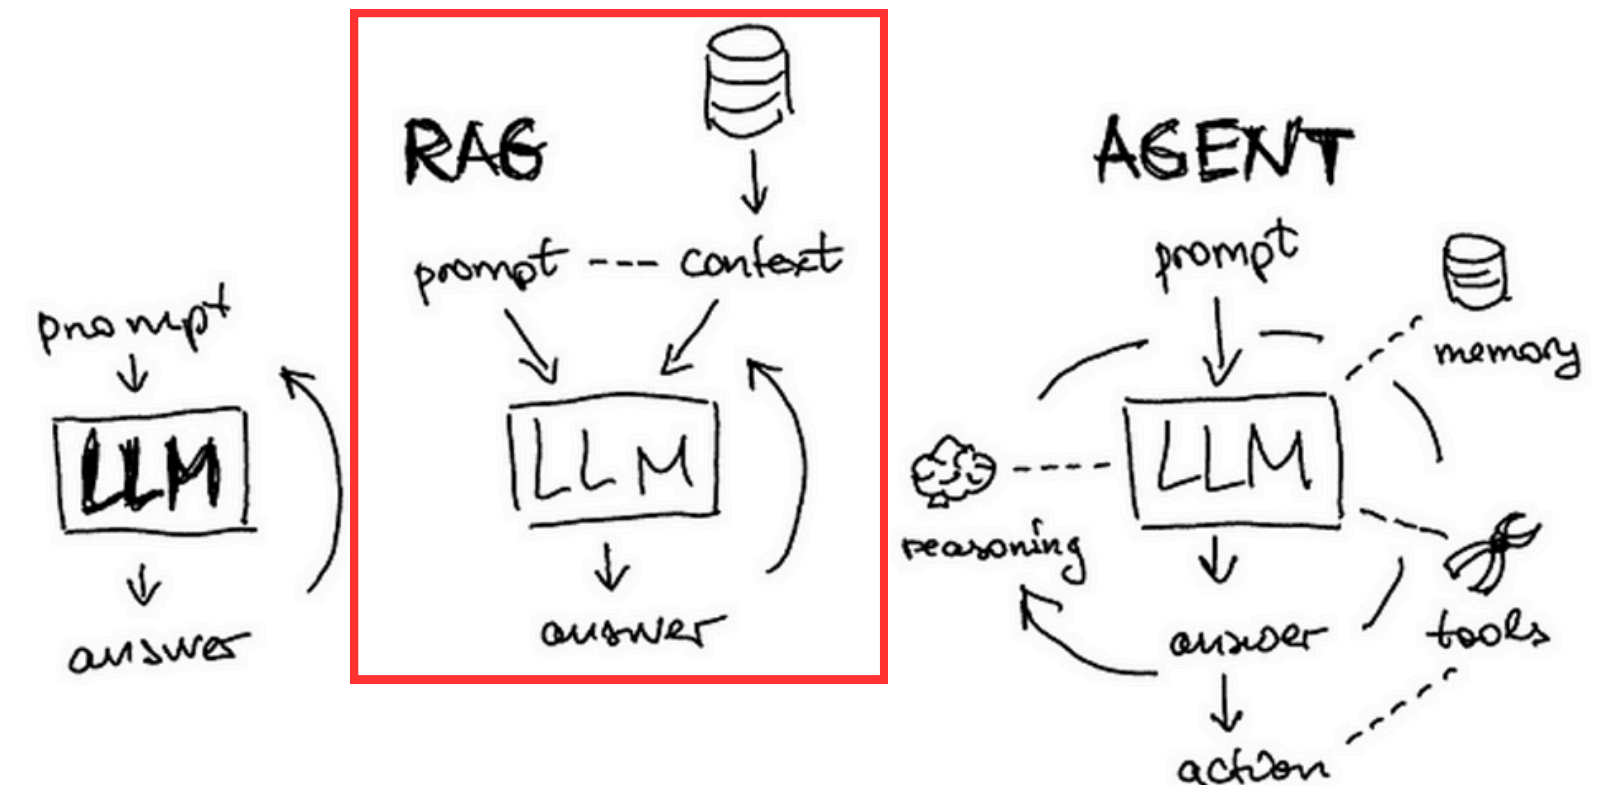 prompt
LLM
answer
RAG
prompt --- context
LLM
answer
AGENT
prompt
memory
LLM
reasoning
answer
tools
action